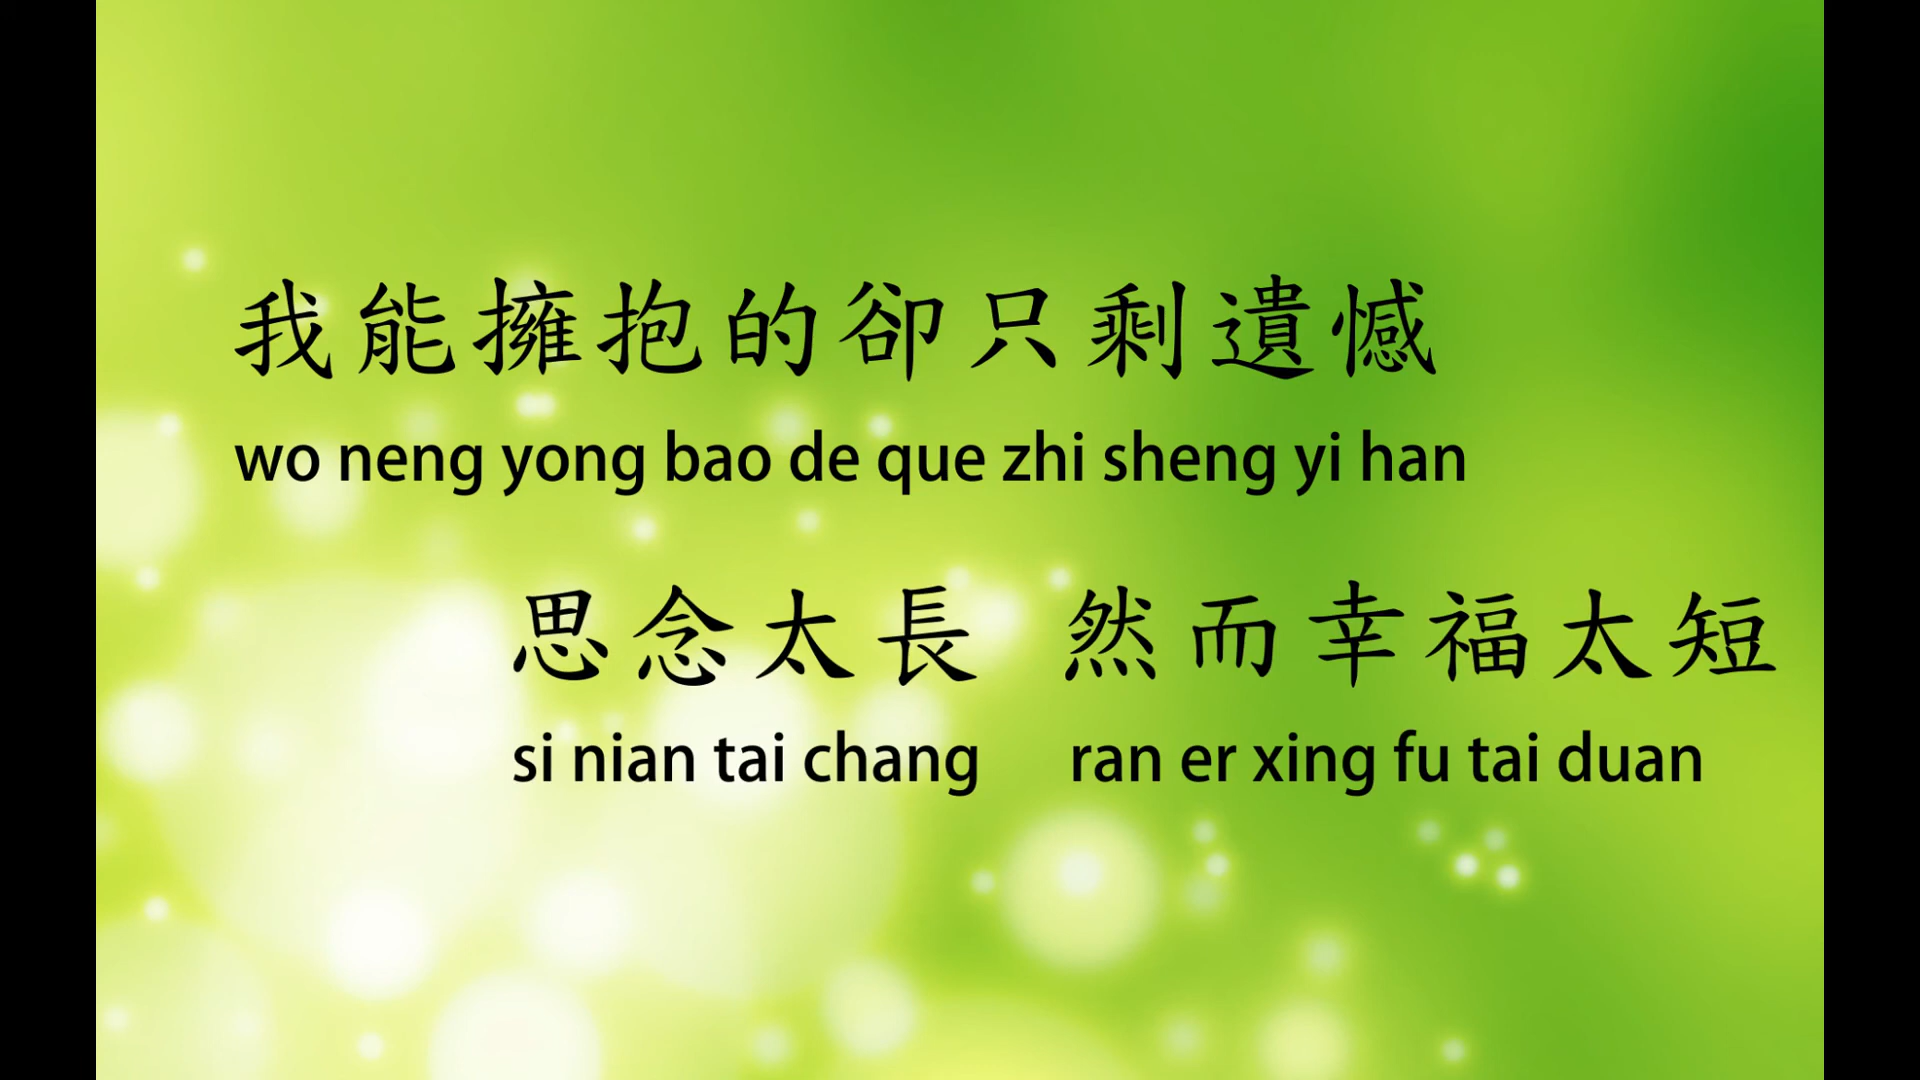 我能擁抱的卻只剩遺憾
wo neng yong bao de que zhi sheng yi han
思念太長 然而幸福太短
si nian tai chang ran er xing fu tai duan